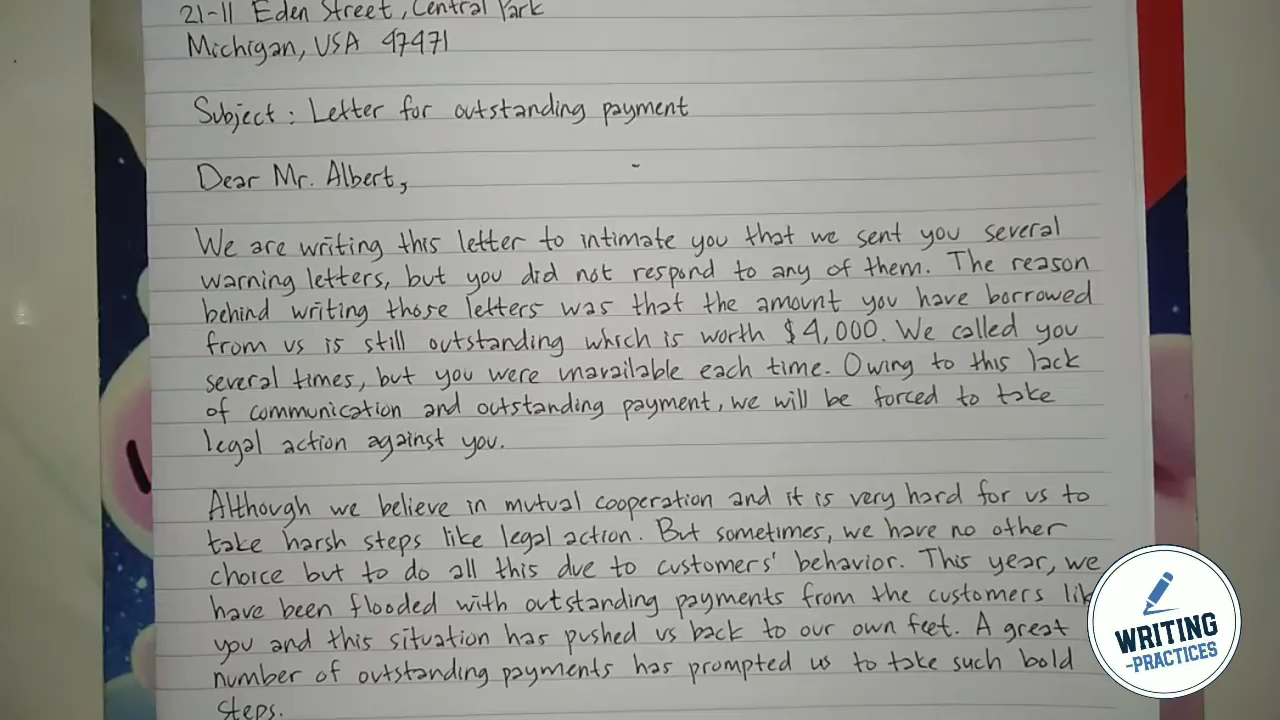 21-11 Eden Street, Central Park
Michigan, USA 47471
Subject: Letter for outstanding payment
Dear Mr. Albert,
We are writing this letter to intimate you that we sent you several
warning letters, but you did not respond to any of them. The reason
behind writing those letters was that the amount you have borrowed
from us is still outstanding which is worth $4,000. We called you
several times, but you were unavailable each time. Owing to this lack
of communication and outstanding payment, we will be forced to take
legal action against you.
Although we believe in mutual cooperation and it is very hard for us to
take harsh steps like legal action. But sometimes, we have no other
choice but to do all this due to customers' behavior. This year, we
have been flooded with outstanding payments from the customers lik
you and this situation has pushed us back to our own feet. A great
number of outstanding payments has prompted us to take such bold
steps.
WRITING
-PRACTICES